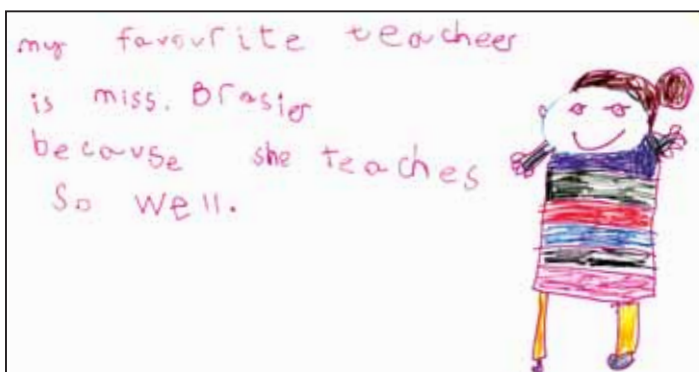 my favourite teacheer
is miss. Brasier
because she teaches
So well.